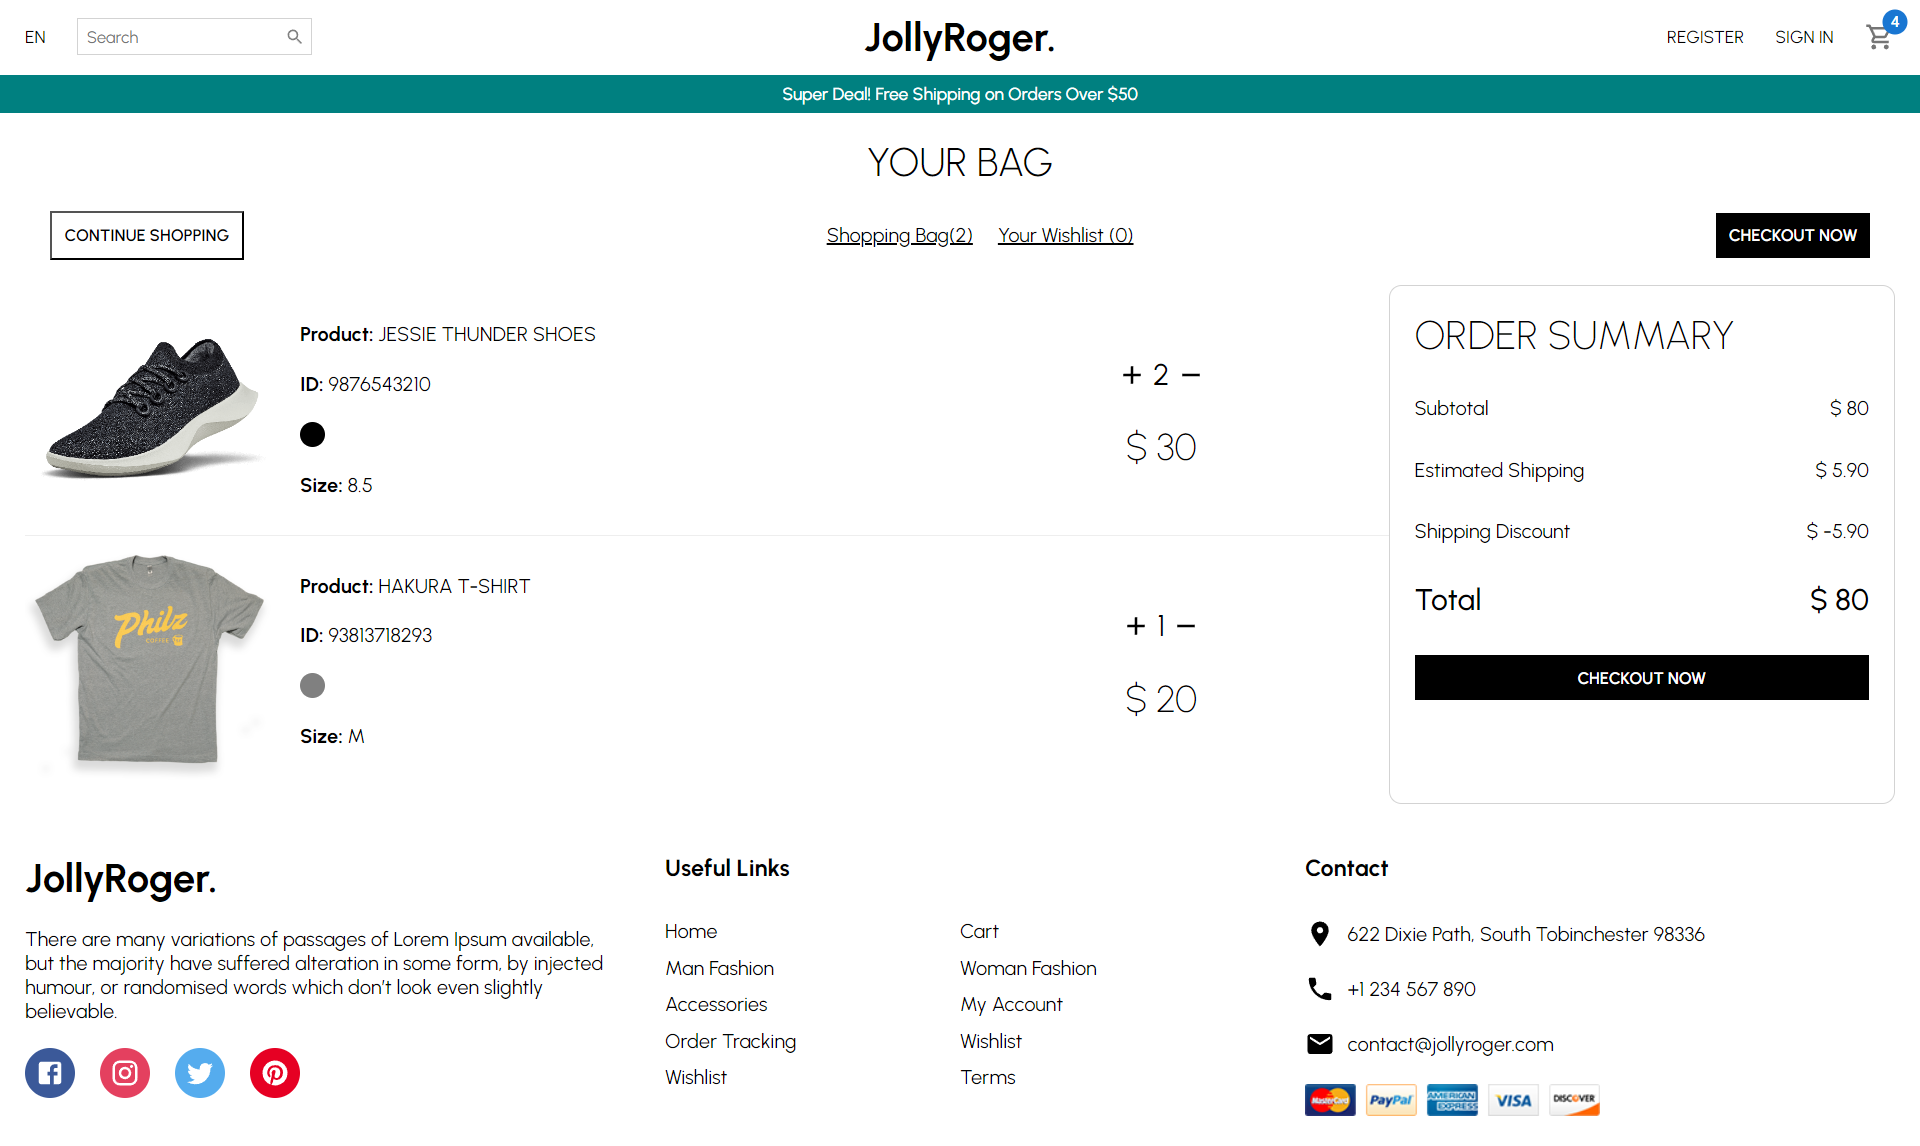 EN
Search
JollyRoger.
REGISTER
SIGN IN
4
Super Deal! Free Shipping on Orders Over $50
YOUR BAG
CONTINUE SHOPPING
Shopping Bag(2)
Your Wishlist (0)
CHECKOUT NOW
Product: JESSIE THUNDER SHOES
ID: 9876543210
Size: 8.5
+ 2 −
$ 30
Philz
COFFEE
Product: HAKURA T-SHIRT
ID: 93813718293
Size: M
+ 1 −
$ 20
ORDER SUMMARY
Subtotal $ 80
Estimated Shipping $ 5.90
Shipping Discount $ -5.90
Total $ 80
CHECKOUT NOW
JollyRoger.
There are many variations of passages of Lorem Ipsum available,
but the majority have suffered alteration in some form, by injected
humour, or randomised words which don’t look even slightly
believable.
Useful Links
Home
Cart
Man Fashion
Woman Fashion
Accessories
My Account
Order Tracking
Wishlist
Wishlist
Terms
Contact
622 Dixie Path, South Tobinchester 98336
+1 234 567 890
contact@jollyroger.com
MasterCard
PayPal
AMERICAN EXPRESS
VISA
DISCOVER